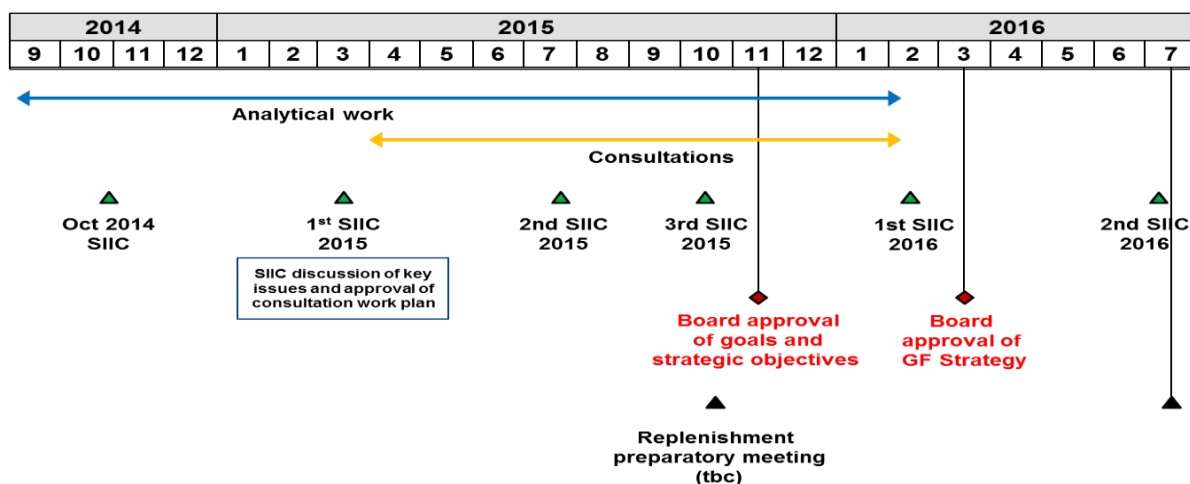 2014 2015 2016
9 10 11 12 1 2 3 4 5 6 7 8 9 10 11 12 1 2 3 4 5 6 7
Analytical work
Consultations
Oct 2014
SIIC
1st SIIC
2015
2nd SIIC
2015
3rd SIIC
2015
1st SIIC
2016
2nd SIIC
2016
SIIC discussion of key
issues and approval of
consultation work plan
Board approval
of goals and
strategic objectives
Board
approval of
GF Strategy
Replenishment
preparatory meeting
(tbc)